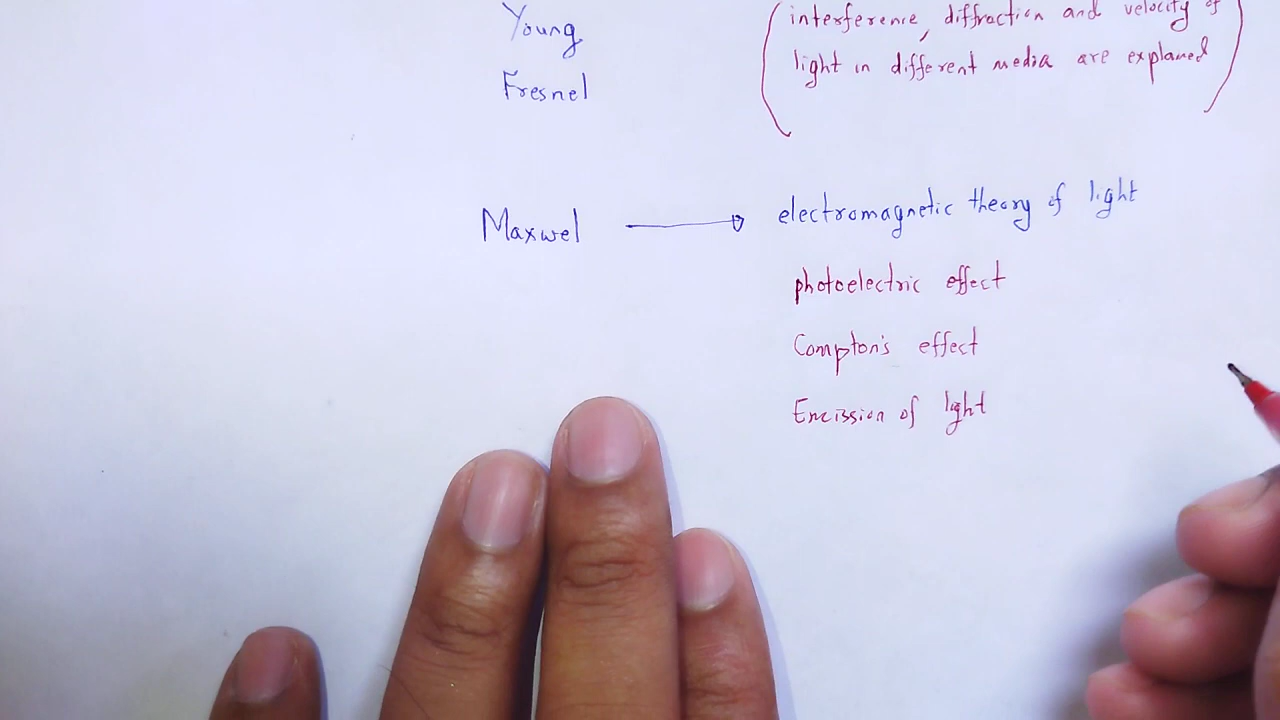 Young
interference, diffraction and velocity of
light in different media are explained
Fresnel
Maxwel → electromagnetic theory of light
photoelectric effect
Compton's effect
Emission of light